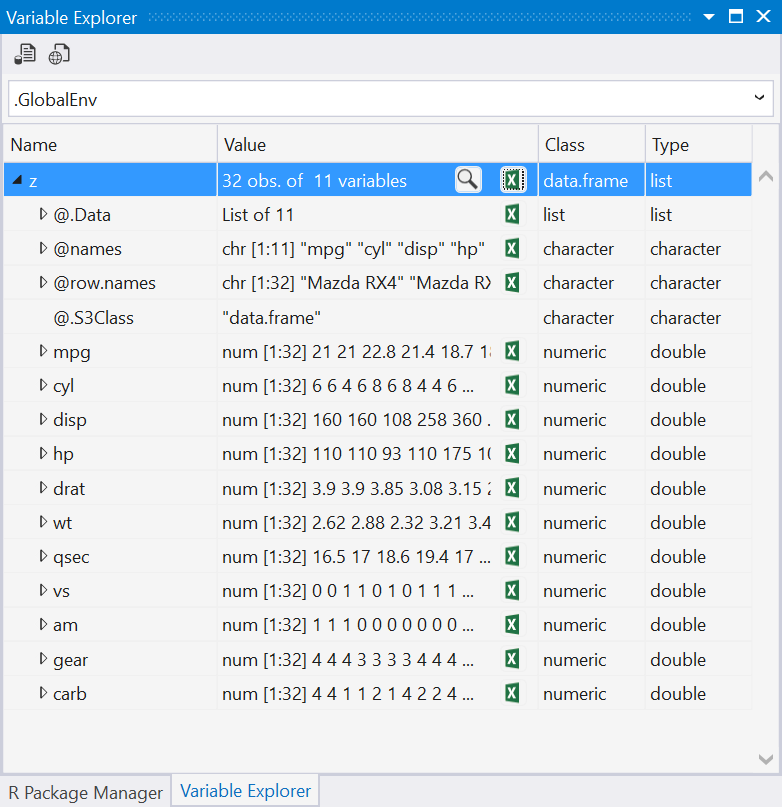 Variable Explorer
.GlobalEnv
Name Value Class Type
z 32 obs. of 11 variables data.frame list
@.Data List of 11 list list
@names chr [1:11] "mpg" "cyl" "disp" "hp" character character
@row.names chr [1:32] "Mazda RX4" "Mazda RX character character
@.S3Class "data.frame" character character
mpg num [1:32] 21 21 22.8 21.4 18.7 18 numeric double
cyl num [1:32] 6 6 4 6 8 6 8 4 4 6 ... numeric double
disp num [1:32] 160 160 108 258 360 . numeric double
hp num [1:32] 110 110 93 110 175 10 numeric double
drat num [1:32] 3.9 3.9 3.85 3.08 3.15 2 numeric double
wt num [1:32] 2.62 2.88 2.32 3.21 3.4 numeric double
qsec num [1:32] 16.5 17 18.6 19.4 17 ... numeric double
vs num [1:32] 0 0 1 1 0 1 0 1 1 1 ... numeric double
am num [1:32] 1 1 1 0 0 0 0 0 0 0 ... numeric double
gear num [1:32] 4 4 4 3 3 3 3 4 4 4 ... numeric double
carb num [1:32] 4 4 1 1 2 1 4 2 2 4 ... numeric double
R Package Manager Variable Explorer